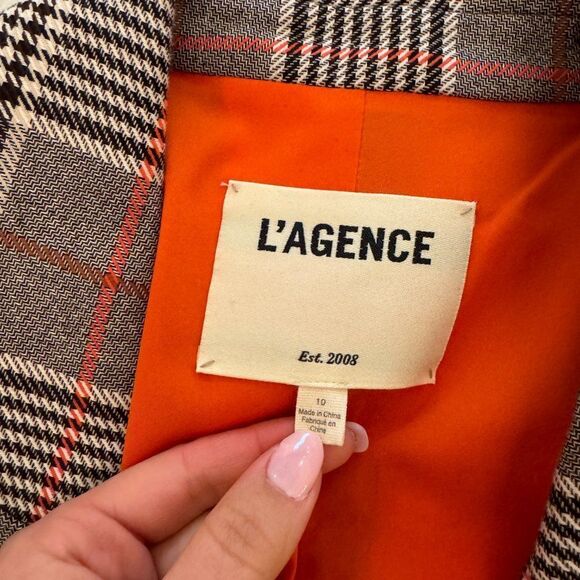 L'AGENCE
Est. 2008
10
Made in China
Fabriqué en
Chine